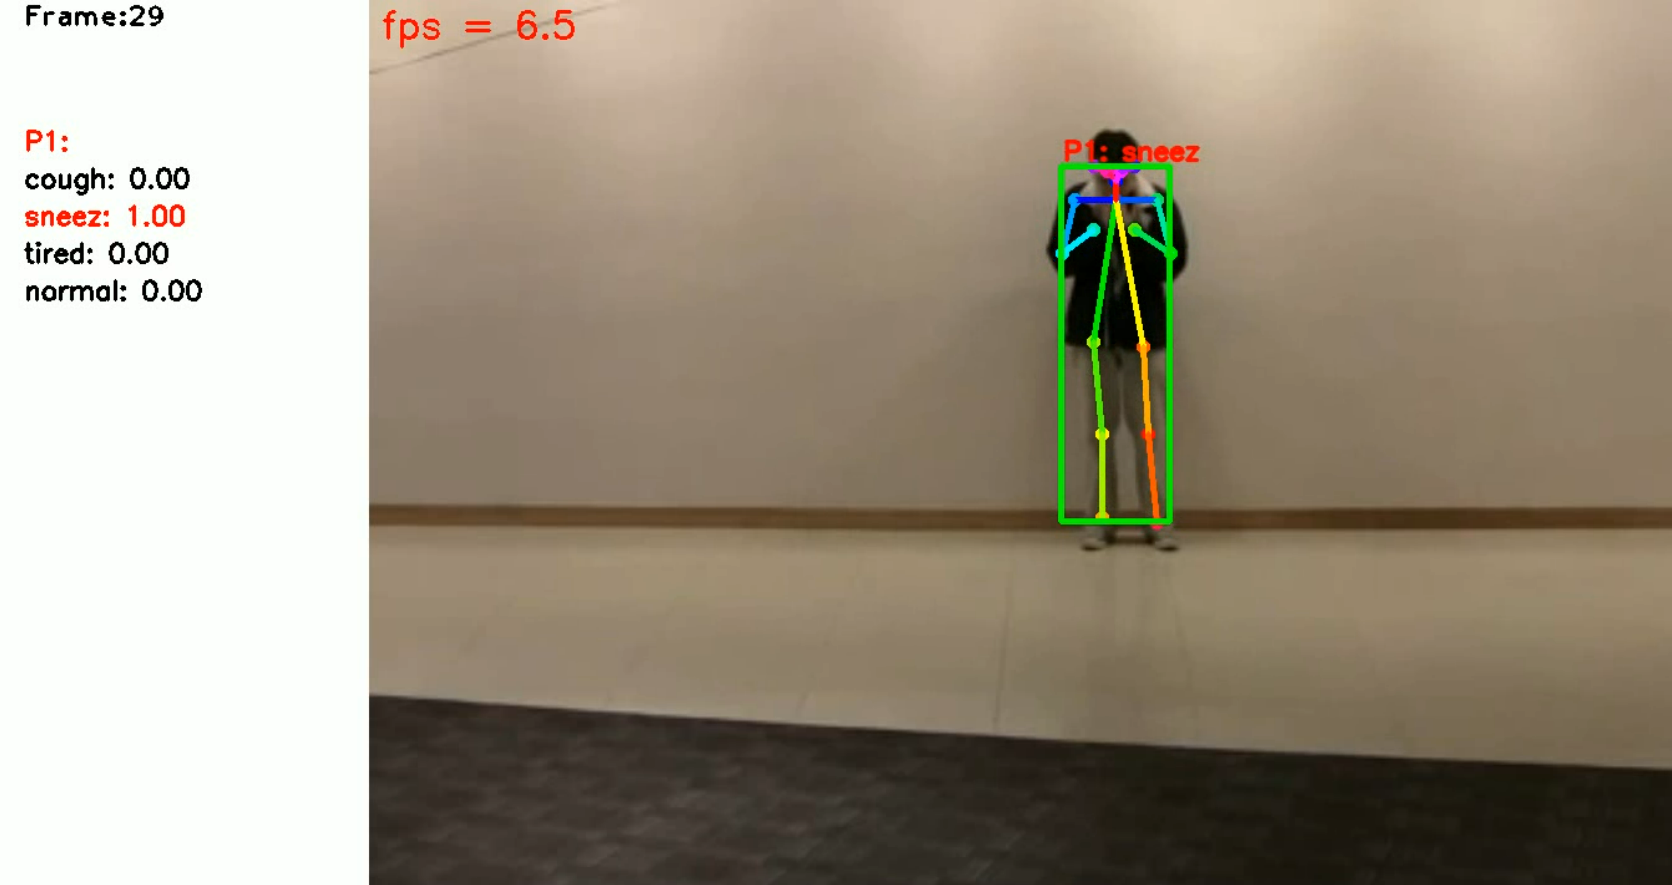 Frame:29
fps = 6.5
P1:
cough: 0.00
sneez: 1.00
tired: 0.00
normal: 0.00
P1: sneez